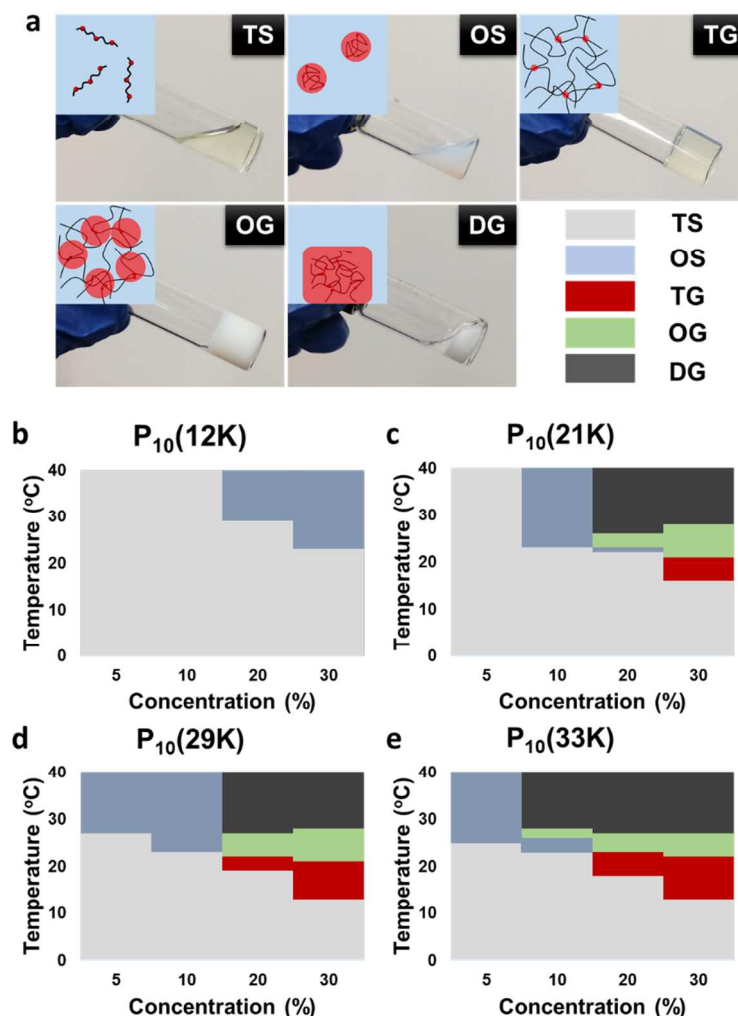 a
TS
OS
TG
OG
DG
TS
OS
TG
OG
DG
b
P₁₀(12K)
Temperature (°C)
40
30
20
10
0
5 10 20 30
Concentration (%)
c
P₁₀(21K)
Temperature (°C)
40
30
20
10
0
5 10 20 30
Concentration (%)
d
P₁₀(29K)
Temperature (°C)
40
30
20
10
0
5 10 20 30
Concentration (%)
e
P₁₀(33K)
Temperature (°C)
40
30
20
10
0
5 10 20 30
Concentration (%)